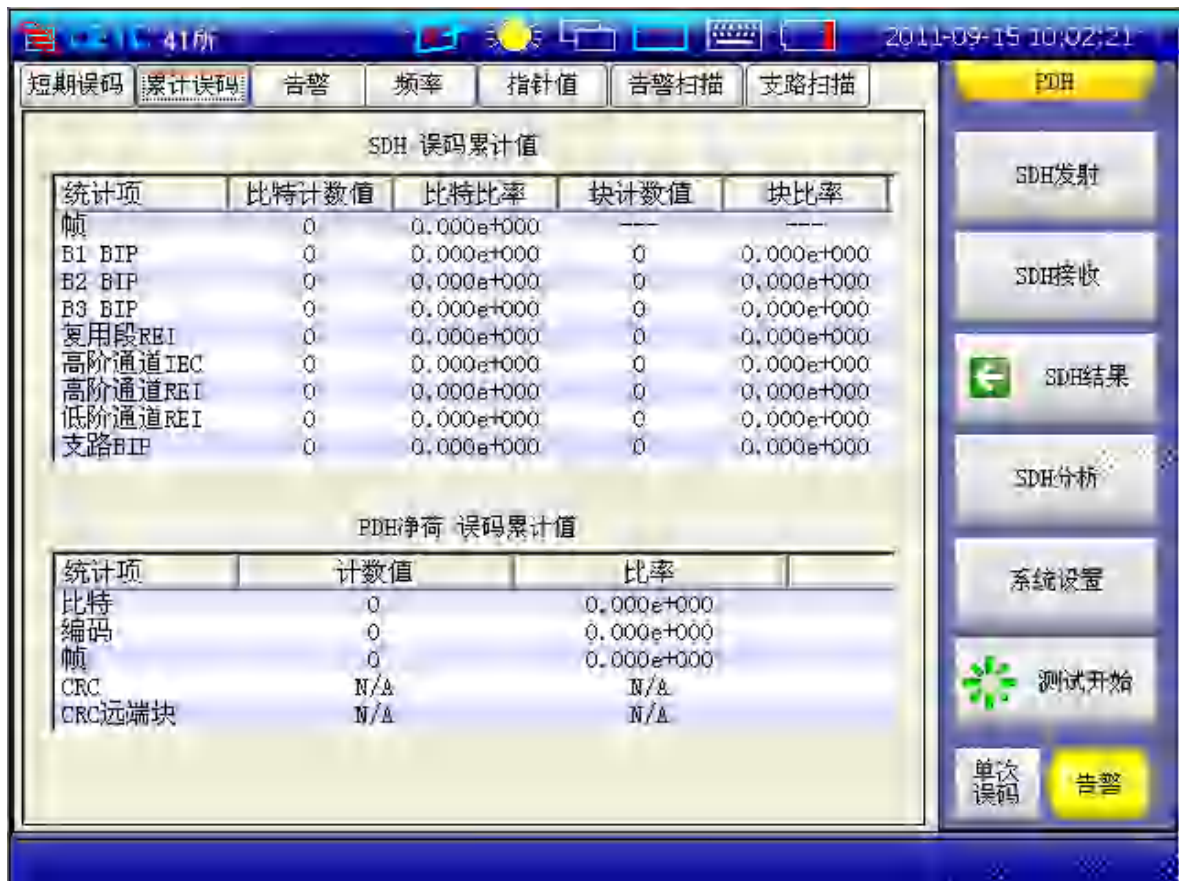 CETC 41所 2011-09-15 10:02:21
短期误码 累计误码 告警 频率 指针值 告警扫描 支路扫描
SDH 误码累计值
统计项 比特计数值 比特比率 块计数值 块比率
帧 0 0.000e+000 --- ---
B1 BIP 0 0.000e+000 0 0.000e+000
B2 BIP 0 0.000e+000 0 0.000e+000
B3 BIP 0 0.000e+000 0 0.000e+000
复用段REI 0 0.000e+000 0 0.000e+000
高阶通道IEC 0 0.000e+000 0 0.000e+000
高阶通道REI 0 0.000e+000 0 0.000e+000
低阶通道REI 0 0.000e+000 0 0.000e+000
支路BIP 0 0.000e+000 0 0.000e+000
PDH净荷 误码累计值
统计项 计数值 比率
比特 0 0.000e+000
编码 0 0.000e+000
帧 0 0.000e+000
CRC N/A N/A
CRC远端块 N/A N/A
PDH
SDH发射
SDH接收
SDH结果
SDH分析
系统设置
测试开始
单次
误码
告警